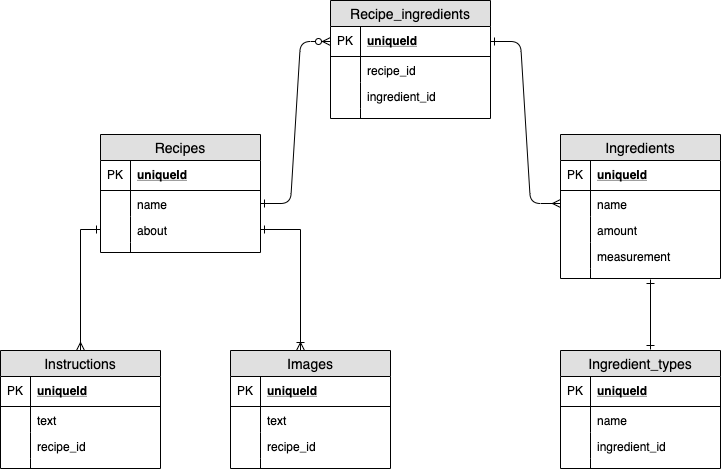 Recipe_ingredients
PK uniqueId
recipe_id
ingredient_id
Recipes
PK uniqueId
name
about
Ingredients
PK uniqueId
name
amount
measurement
Instructions
PK uniqueId
text
recipe_id
Images
PK uniqueId
text
recipe_id
Ingredient_types
PK uniqueId
name
ingredient_id